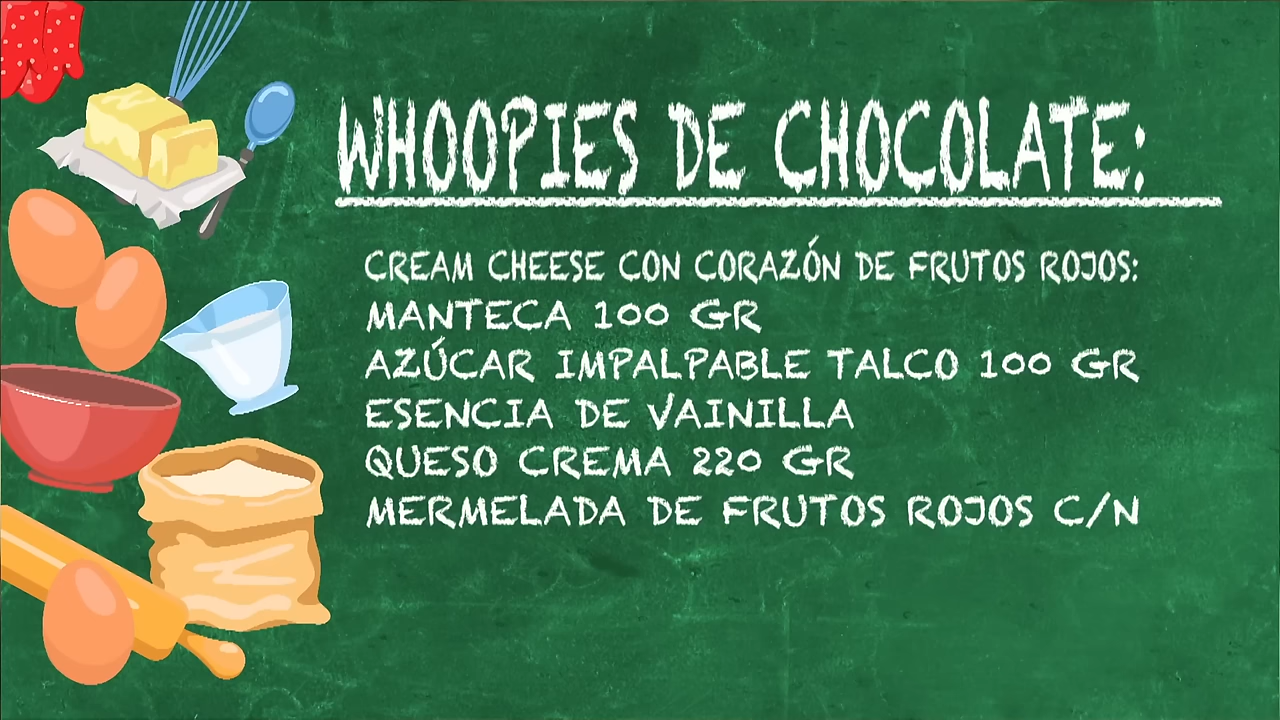 WHOOPIES DE CHOCOLATE:
CREAM CHEESE CON CORAZÓN DE FRUTOS ROJOS:
MANTECA 100 GR
AZÚCAR IMPALPABLE TALCO 100 GR
ESENCIA DE VAINILLA
QUESO CREMA 220 GR
MERMELADA DE FRUTOS ROJOS C/N